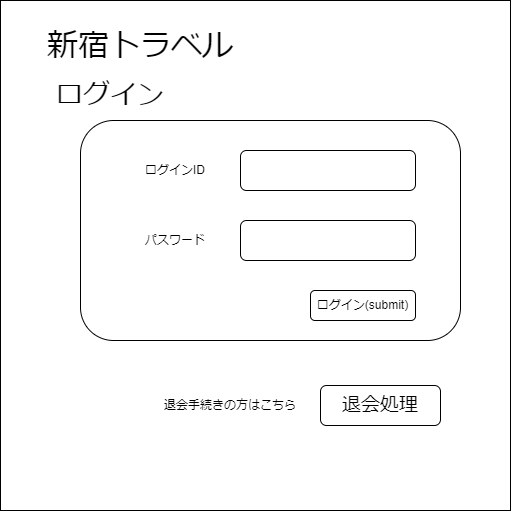 新宿トラベル
ログイン
ログインID
パスワード
ログイン(submit)
退会手続きの方はこちら
退会処理